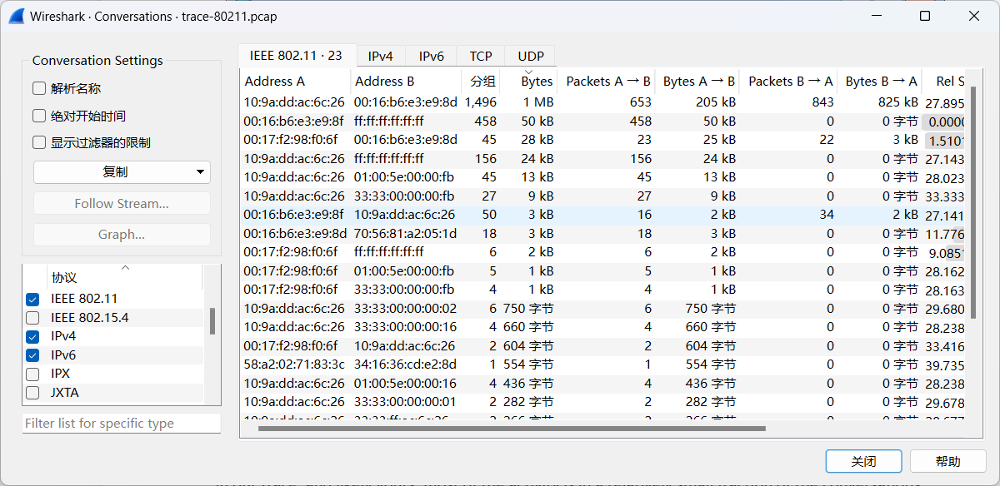 Wireshark · Conversations · trace-80211.pcap
Conversation Settings
解析名称
绝对开始时间
显示过滤器的限制
复制
Follow Stream...
Graph...
协议
IEEE 802.11
IEEE 802.15.4
IPv4
IPv6
IPX
JXTA
Filter list for specific type
IEEE 802.11 · 23 IPv4 IPv6 TCP UDP
Address A Address B 分组 Bytes Packets A → B Bytes A → B Packets B → A Bytes B → A Rel S
10:9a:dd:ac:6c:26 00:16:b6:e3:e9:8d 1,496 1 MB 653 205 kB 843 825 kB 27.895
00:16:b6:e3:e9:8f ff:ff:ff:ff:ff:ff 458 50 kB 458 50 kB 0 0 字节 0.0000
00:17:f2:98:f0:6f 00:16:b6:e3:e9:8d 45 28 kB 23 25 kB 22 3 kB 1.5101
10:9a:dd:ac:6c:26 ff:ff:ff:ff:ff:ff 156 24 kB 156 24 kB 0 0 字节 27.143
10:9a:dd:ac:6c:26 01:00:5e:00:00:fb 45 13 kB 45 13 kB 0 0 字节 28.023
10:9a:dd:ac:6c:26 33:33:00:00:00:fb 27 9 kB 27 9 kB 0 0 字节 33.333
00:16:b6:e3:e9:8f 10:9a:dd:ac:6c:26 50 3 kB 16 2 kB 34 2 kB 27.141
00:16:b6:e3:e9:8d 70:56:81:a2:05:1d 18 3 kB 18 3 kB 0 0 字节 11.776
00:17:f2:98:f0:6f ff:ff:ff:ff:ff:ff 6 2 kB 6 2 kB 0 0 字节 9.085
00:17:f2:98:f0:6f 01:00:5e:00:00:fb 5 1 kB 5 1 kB 0 0 字节 28.162
00:17:f2:98:f0:6f 33:33:00:00:00:fb 4 1 kB 4 1 kB 0 0 字节 28.163
10:9a:dd:ac:6c:26 33:33:00:00:00:02 6 750 字节 6 750 字节 0 0 字节 29.680
10:9a:dd:ac:6c:26 33:33:00:00:00:16 4 660 字节 4 660 字节 0 0 字节 28.238
00:17:f2:98:f0:6f 10:9a:dd:ac:6c:26 2 604 字节 2 604 字节 0 0 字节 33.416
58:a2:02:71:83:3c 34:16:36:cd:e2:8d 1 554 字节 1 554 字节 0 0 字节 39.735
10:9a:dd:ac:6c:26 01:00:5e:00:00:16 4 436 字节 4 436 字节 0 0 字节 28.238
10:9a:dd:ac:6c:26 33:33:00:00:00:01 2 282 字节 2 282 字节 0 0 字节 29.678
关闭 帮助